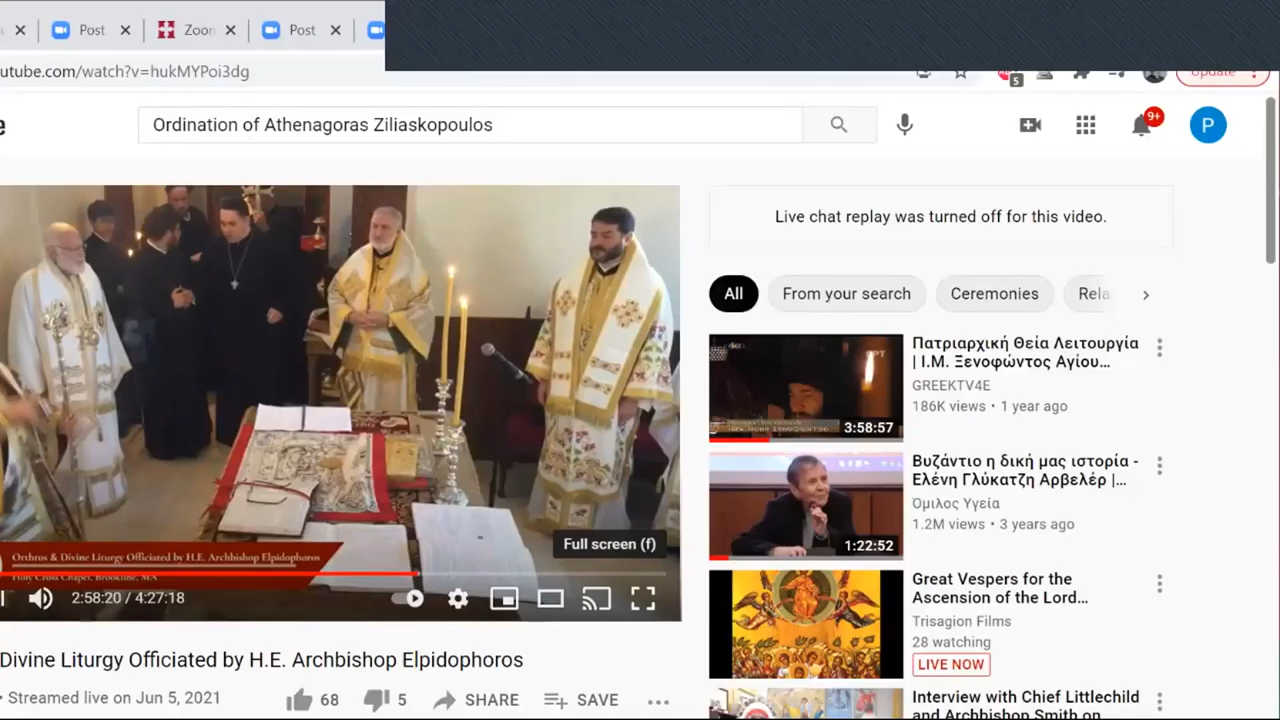 Post
Zoon
Post
utube.com/watch?v=hukMYPoi3dg
5
Update
e
Ordination of Athenagoras Ziliaskopoulos
9+
P
Live chat replay was turned off for this video.
All
From your search
Ceremonies
Rela
Πατριαρχική Θεία Λειτουργία
| Ι.Μ. Ξενοφώντος Αγίου...
GREEKTV4E
186K views • 1 year ago
3:58:57
Βυζάντιο η δική μας ιστορία -
Ελένη Γλύκατζη Αρβελέρ |...
Όμιλος Υγεία
1.2M views • 3 years ago
1:22:52
Full screen (f)
Orthros & Divine Liturgy Officiated by H.E. Archbishop Elpidophoros
Holy Cross Chapel, Brookline, MA
2:58:20 / 4:27:18
Great Vespers for the
Ascension of the Lord...
Trisagion Films
28 watching
LIVE NOW
Divine Liturgy Officiated by H.E. Archbishop Elpidophoros
• Streamed live on Jun 5, 2021
68
5
SHARE
SAVE
Interview with Chief Littlechild
and Archbishop Smith on